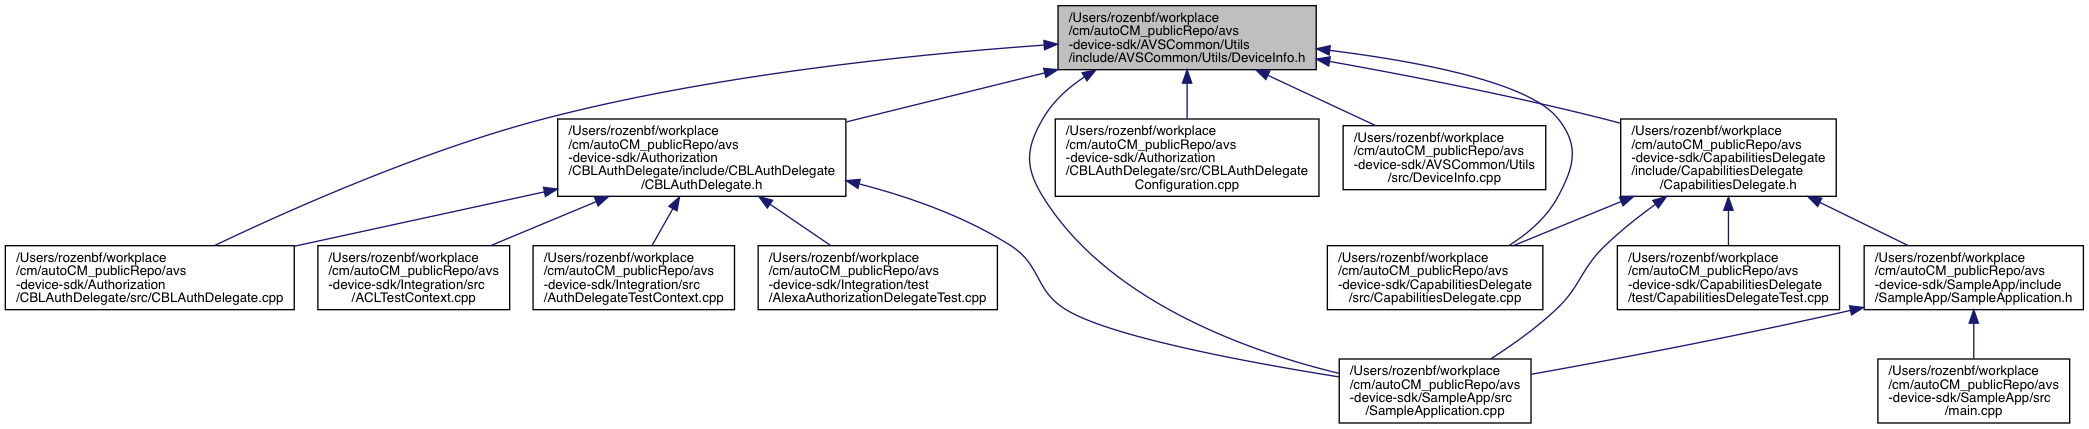 /Users/rozenbf/workplace
/cm/autoCM_publicRepo/avs
-device-sdk/AVSCommon/Utils
/include/AVSCommon/Utils/DeviceInfo.h
/Users/rozenbf/workplace
/cm/autoCM_publicRepo/avs
-device-sdk/Authorization
/CBLAuthDelegate/include/CBLAuthDelegate
/CBLAuthDelegate.h
/Users/rozenbf/workplace
/cm/autoCM_publicRepo/avs
-device-sdk/Authorization
/CBLAuthDelegate/src/CBLAuthDelegate
Configuration.cpp
/Users/rozenbf/workplace
/cm/autoCM_publicRepo/avs
-device-sdk/AVSCommon/Utils
/src/DeviceInfo.cpp
/Users/rozenbf/workplace
/cm/autoCM_publicRepo/avs
-device-sdk/CapabilitiesDelegate
/include/CapabilitiesDelegate
/CapabilitiesDelegate.h
/Users/rozenbf/workplace
/cm/autoCM_publicRepo/avs
-device-sdk/Authorization
/CBLAuthDelegate/src/CBLAuthDelegate.cpp
/Users/rozenbf/workplace
/cm/autoCM_publicRepo/avs
-device-sdk/Integration/src
/ACLTestContext.cpp
/Users/rozenbf/workplace
/cm/autoCM_publicRepo/avs
-device-sdk/Integration/src
/AuthDelegateTestContext.cpp
/Users/rozenbf/workplace
/cm/autoCM_publicRepo/avs
-device-sdk/Integration/test
/AlexaAuthorizationDelegateTest.cpp
/Users/rozenbf/workplace
/cm/autoCM_publicRepo/avs
-device-sdk/CapabilitiesDelegate
/src/CapabilitiesDelegate.cpp
/Users/rozenbf/workplace
/cm/autoCM_publicRepo/avs
-device-sdk/CapabilitiesDelegate
/test/CapabilitiesDelegateTest.cpp
/Users/rozenbf/workplace
/cm/autoCM_publicRepo/avs
-device-sdk/SampleApp/include
/SampleApp/SampleApplication.h
/Users/rozenbf/workplace
/cm/autoCM_publicRepo/avs
-device-sdk/SampleApp/src
/SampleApplication.cpp
/Users/rozenbf/workplace
/cm/autoCM_publicRepo/avs
-device-sdk/SampleApp/src
/main.cpp